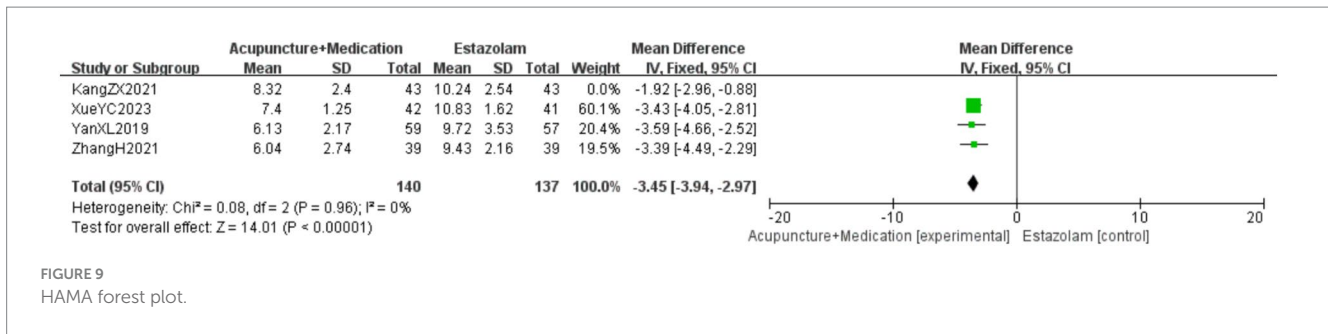 Acupuncture+Medication Estazolam Mean Difference Mean Difference
Study or Subgroup Mean SD Total Mean SD Total Weight IV, Fixed, 95% CI IV, Fixed, 95% CI
KangZX2021 8.32 2.4 43 10.24 2.54 43 0.0% -1.92 [-2.96, -0.88]
XueYC2023 7.4 1.25 42 10.83 1.62 41 60.1% -3.43 [-4.05, -2.81]
YanXL2019 6.13 2.17 59 9.72 3.53 57 20.4% -3.59 [-4.66, -2.52]
ZhangH2021 6.04 2.74 39 9.43 2.16 39 19.5% -3.39 [-4.49, -2.29]
Total (95% CI) 140 137 100.0% -3.45 [-3.94, -2.97]
Heterogeneity: Chi² = 0.08, df = 2 (P = 0.96); I² = 0%
Test for overall effect: Z = 14.01 (P < 0.00001)
-20 -10 0 10 20
Acupuncture+Medication [experimental] Estazolam [control]
FIGURE 9
HAMA forest plot.